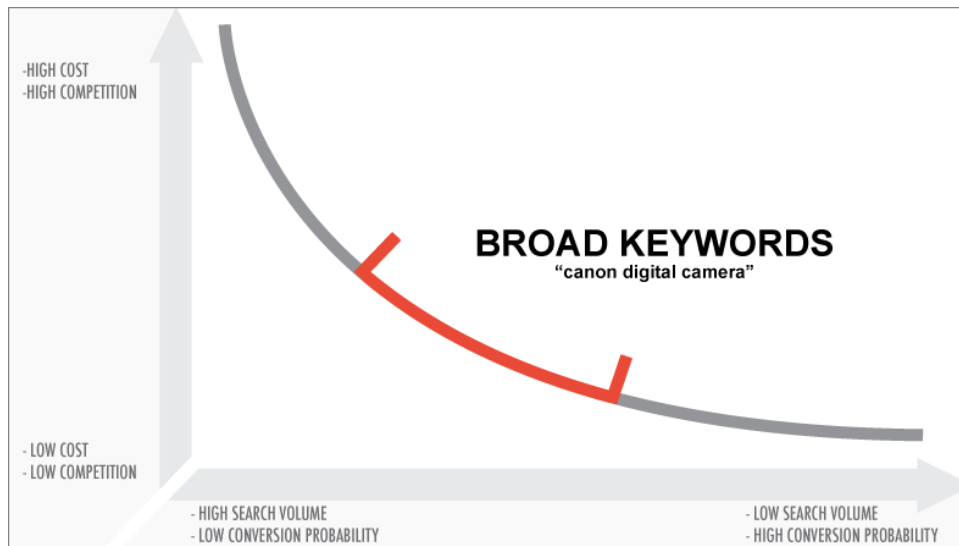 -HIGH COST
-HIGH COMPETITION
BROAD KEYWORDS
“canon digital camera”
- LOW COST
- LOW COMPETITION
- HIGH SEARCH VOLUME
- LOW CONVERSION PROBABILITY
- LOW SEARCH VOLUME
- HIGH CONVERSION PROBABILITY